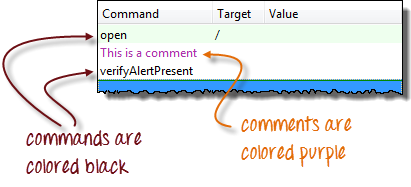 Command Target Value
open /
This is a comment
verifyAlertPresent
commands are
colored black
comments are
colored purple